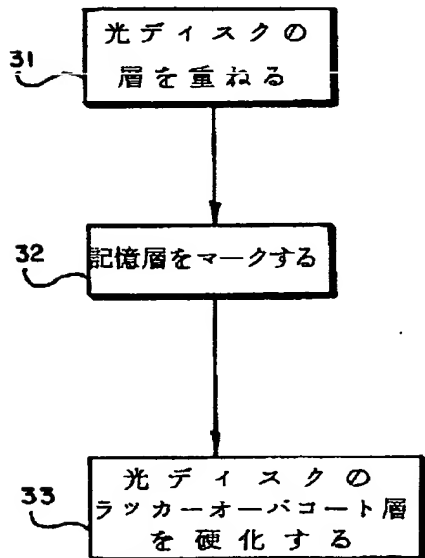 31
光ディスクの
層を重ねる
32
記憶層をマークする
33
光ディスクの
ラッカーオーバコート層
を硬化する